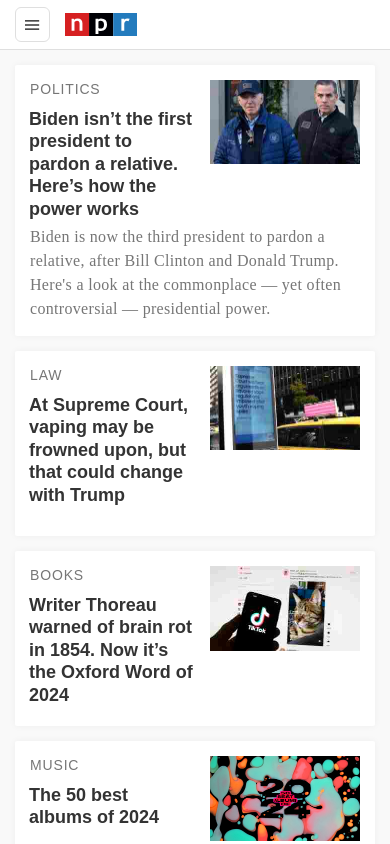 npr
POLITICS
Biden isn’t the first
president to
pardon a relative.
Here’s how the
power works
Biden is now the third president to pardon a
relative, after Bill Clinton and Donald Trump.
Here's a look at the commonplace — yet often
controversial — presidential power.
LAW
At Supreme Court,
vaping may be
frowned upon, but
that could change
with Trump
BOOKS
Writer Thoreau
warned of brain rot
in 1854. Now it’s
the Oxford Word of
2024
TikTok
MUSIC
The 50 best
albums of 2024